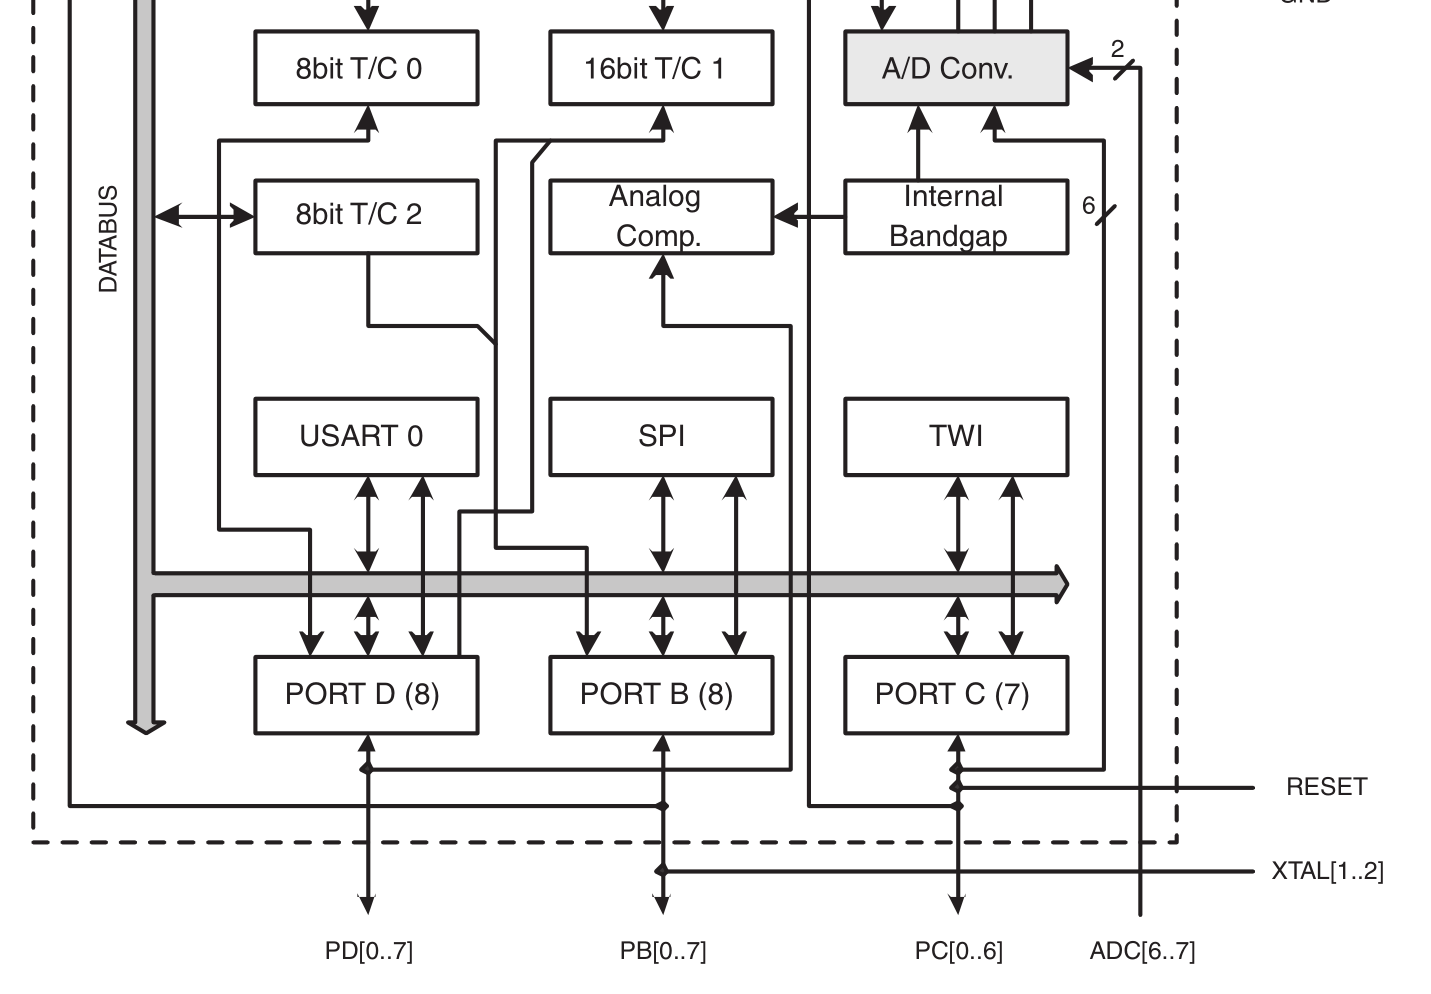 GND
8bit T/C 0
16bit T/C 1
A/D Conv.
2
DATABUS
8bit T/C 2
Analog
Comp.
Internal
Bandgap
6
USART 0
SPI
TWI
PORT D (8)
PORT B (8)
PORT C (7)
RESET
XTAL[1..2]
PD[0..7]
PB[0..7]
PC[0..6]
ADC[6..7]